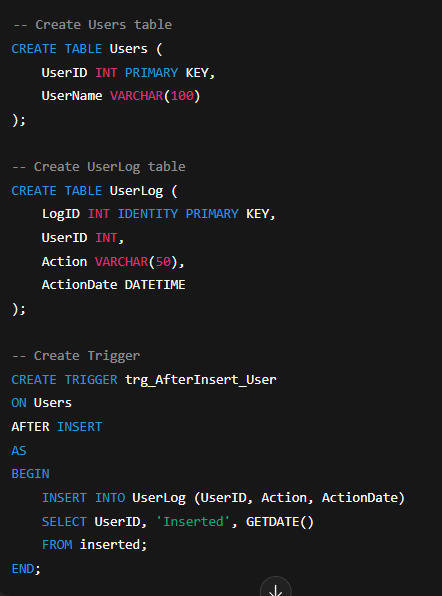 -- Create Users table
CREATE TABLE Users (
    UserID INT PRIMARY KEY,
    UserName VARCHAR(100)
);

-- Create UserLog table
CREATE TABLE UserLog (
    LogID INT IDENTITY PRIMARY KEY,
    UserID INT,
    Action VARCHAR(50),
    ActionDate DATETIME
);

-- Create Trigger
CREATE TRIGGER trg_AfterInsert_User
ON Users
AFTER INSERT
AS
BEGIN
    INSERT INTO UserLog (UserID, Action, ActionDate)
    SELECT UserID, 'Inserted', GETDATE()
    FROM inserted;
END;